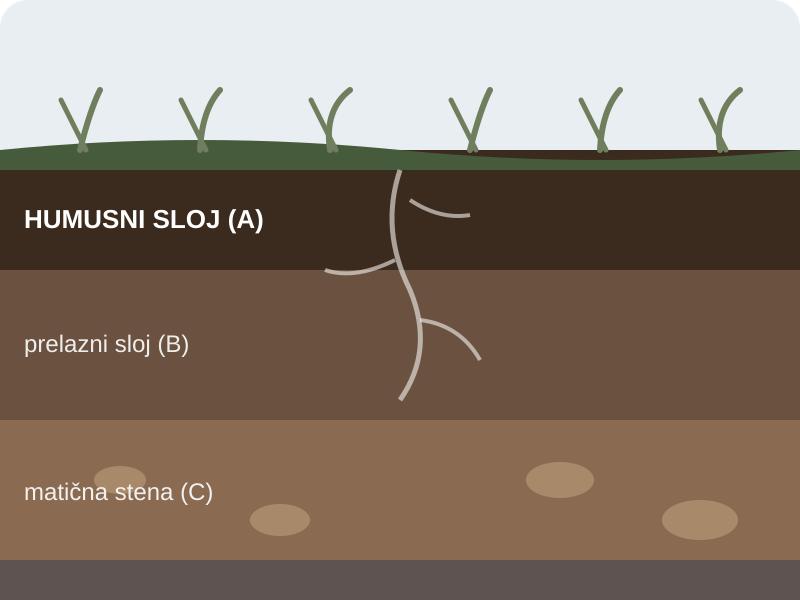 HUMUSNI SLOJ (A)
prelazni sloj (B)
matična stena (C)